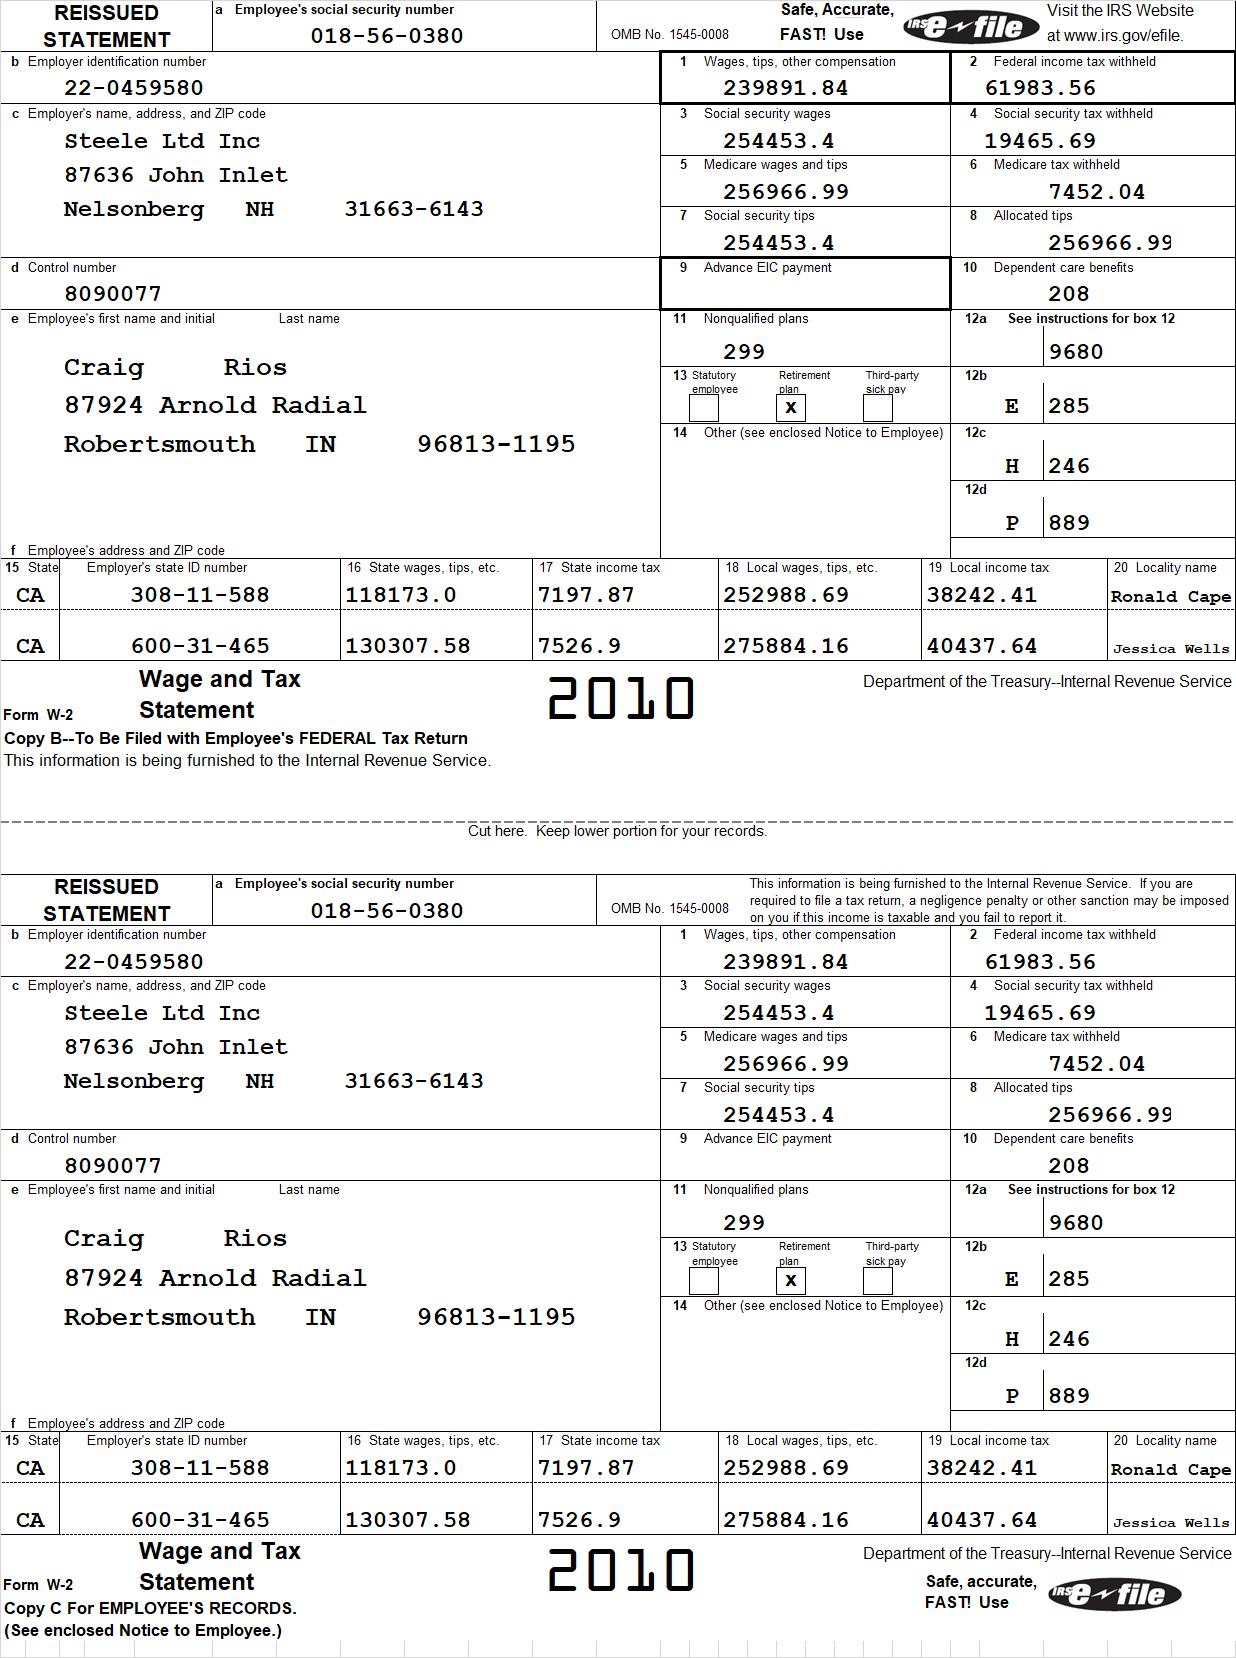 REISSUED STATEMENT
a Employee's social security number
018-56-0380
OMB No. 1545-0008
Safe, Accurate, FAST! Use
IRS e-file
Visit the IRS Website at www.irs.gov/efile.
b Employer identification number
22-0459580
1 Wages, tips, other compensation
239891.84
2 Federal income tax withheld
61983.56
c Employer's name, address, and ZIP code
Steele Ltd Inc
87636 John Inlet
Nelsonberg NH 31663-6143
3 Social security wages
254453.4
4 Social security tax withheld
19465.69
5 Medicare wages and tips
256966.99
6 Medicare tax withheld
7452.04
7 Social security tips
254453.4
8 Allocated tips
256966.99
d Control number
8090077
9 Advance EIC payment
10 Dependent care benefits
208
e Employee's first name and initial Last name
Craig Rios
87924 Arnold Radial
Robertsmouth IN 96813-1195
f Employee's address and ZIP code
11 Nonqualified plans
299
12a See instructions for box 12
9680
13 Statutory employee Retirement plan Third-party sick pay
X
12b
E 285
14 Other (see enclosed Notice to Employee)
12c
H 246
12d
P 889
15 State Employer's state ID number 16 State wages, tips, etc. 17 State income tax 18 Local wages, tips, etc. 19 Local income tax 20 Locality name
CA 308-11-588 118173.0 7197.87 252988.69 38242.41 Ronald Cape
CA 600-31-465 130307.58 7526.9 275884.16 40437.64 Jessica Wells
Form W-2 Wage and Tax Statement
2010
Department of the Treasury--Internal Revenue Service
Copy B--To Be Filed with Employee's FEDERAL Tax Return
This information is being furnished to the Internal Revenue Service.
Cut here. Keep lower portion for your records.
REISSUED STATEMENT
a Employee's social security number
018-56-0380
OMB No. 1545-0008
This information is being furnished to the Internal Revenue Service. If you are
required to file a tax return, a negligence penalty or other sanction may be imposed
on you if this income is taxable and you fail to report it.
b Employer identification number
22-0459580
1 Wages, tips, other compensation
239891.84
2 Federal income tax withheld
61983.56
c Employer's name, address, and ZIP code
Steele Ltd Inc
87636 John Inlet
Nelsonberg NH 31663-6143
3 Social security wages
254453.4
4 Social security tax withheld
19465.69
5 Medicare wages and tips
256966.99
6 Medicare tax withheld
7452.04
7 Social security tips
254453.4
8 Allocated tips
256966.99
d Control number
8090077
9 Advance EIC payment
10 Dependent care benefits
208
e Employee's first name and initial Last name
Craig Rios
87924 Arnold Radial
Robertsmouth IN 96813-1195
f Employee's address and ZIP code
11 Nonqualified plans
299
12a See instructions for box 12
9680
13 Statutory employee Retirement plan Third-party sick pay
X
12b
E 285
14 Other (see enclosed Notice to Employee)
12c
H 246
12d
P 889
15 State Employer's state ID number 16 State wages, tips, etc. 17 State income tax 18 Local wages, tips, etc. 19 Local income tax 20 Locality name
CA 308-11-588 118173.0 7197.87 252988.69 38242.41 Ronald Cape
CA 600-31-465 130307.58 7526.9 275884.16 40437.64 Jessica Wells
Form W-2 Wage and Tax Statement
2010
Department of the Treasury--Internal Revenue Service
Safe, accurate, FAST! Use
IRS e-file
Copy C For EMPLOYEE'S RECORDS.
(See enclosed Notice to Employee.)